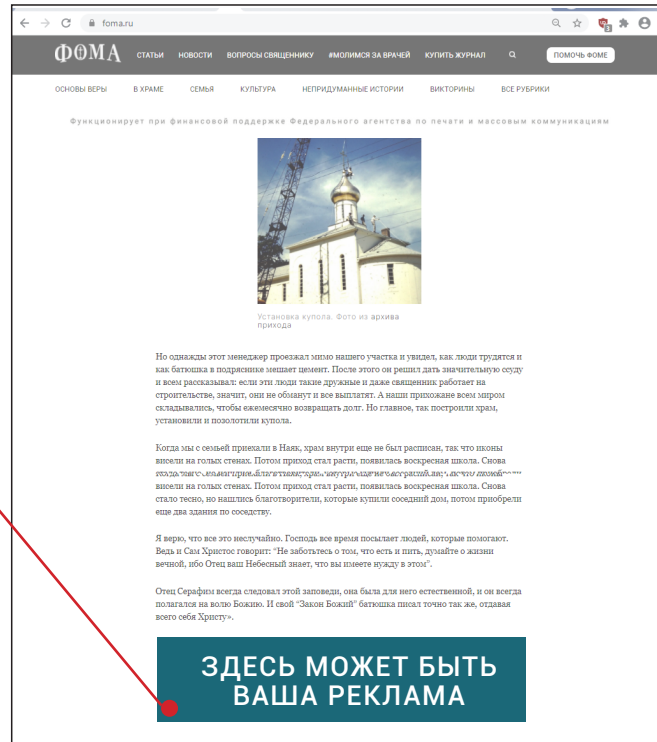 foma.ru
3
ФОМА
СТАТЬИ НОВОСТИ ВОПРОСЫ СВЯЩЕННИКУ #МОЛИМСЯ ЗА ВРАЧЕЙ КУПИТЬ ЖУРНАЛ ПОМОЧЬ ФОМЕ
ОСНОВЫ ВЕРЫ В ХРАМЕ СЕМЬЯ КУЛЬТУРА НЕПРИДУМАННЫЕ ИСТОРИИ ВИКТОРИНЫ ВСЕ РУБРИКИ
Функционирует при финансовой поддержке Федерального агентства по печати и массовым коммуникациям
Установка купола. Фото из архива
прихода
Но однажды этот менеджер проезжал мимо нашего участка и увидел, как люди трудятся и
как батюшка в подряснике мешает цемент. После этого он решил дать значительную ссуду
и всем рассказывал: если эти люди такие дружные и даже священник работает на
строительстве, значит, они не обманут и все выплатят. А наши прихожане всем миром
складывались, чтобы ежемесячно возвращать долг. Но главное, так построили храм,
установили и позолотили купола.
Когда мы с семьей приехали в Наяк, храм внутри еще не был расписан, так что иконы
висели на голых стенах. Потом приход стал расти, появилась воскресная школа. Снова
висели на голых стенах. Потом приход стал расти, появилась воскресная школа. Снова
стало тесно, но нашлись благотворители, которые купили соседний дом, потом приобрели
еще два здания по соседству.
Я верю, что все это неслучайно. Господь все время посылает людей, которые помогают.
Ведь и Сам Христос говорит: “Не заботьтесь о том, что есть и пить, думайте о жизни
вечной, ибо Отец ваш Небесный знает, что вы имеете нужду в этом”.
Отец Серафим всегда следовал этой заповеди, она была для него естественной, и он всегда
полагался на волю Божию. И свой “Закон Божий” батюшка писал точно так же, отдавая
всего себя Христу».
ЗДЕСЬ МОЖЕТ БЫТЬ
ВАША РЕКЛАМА